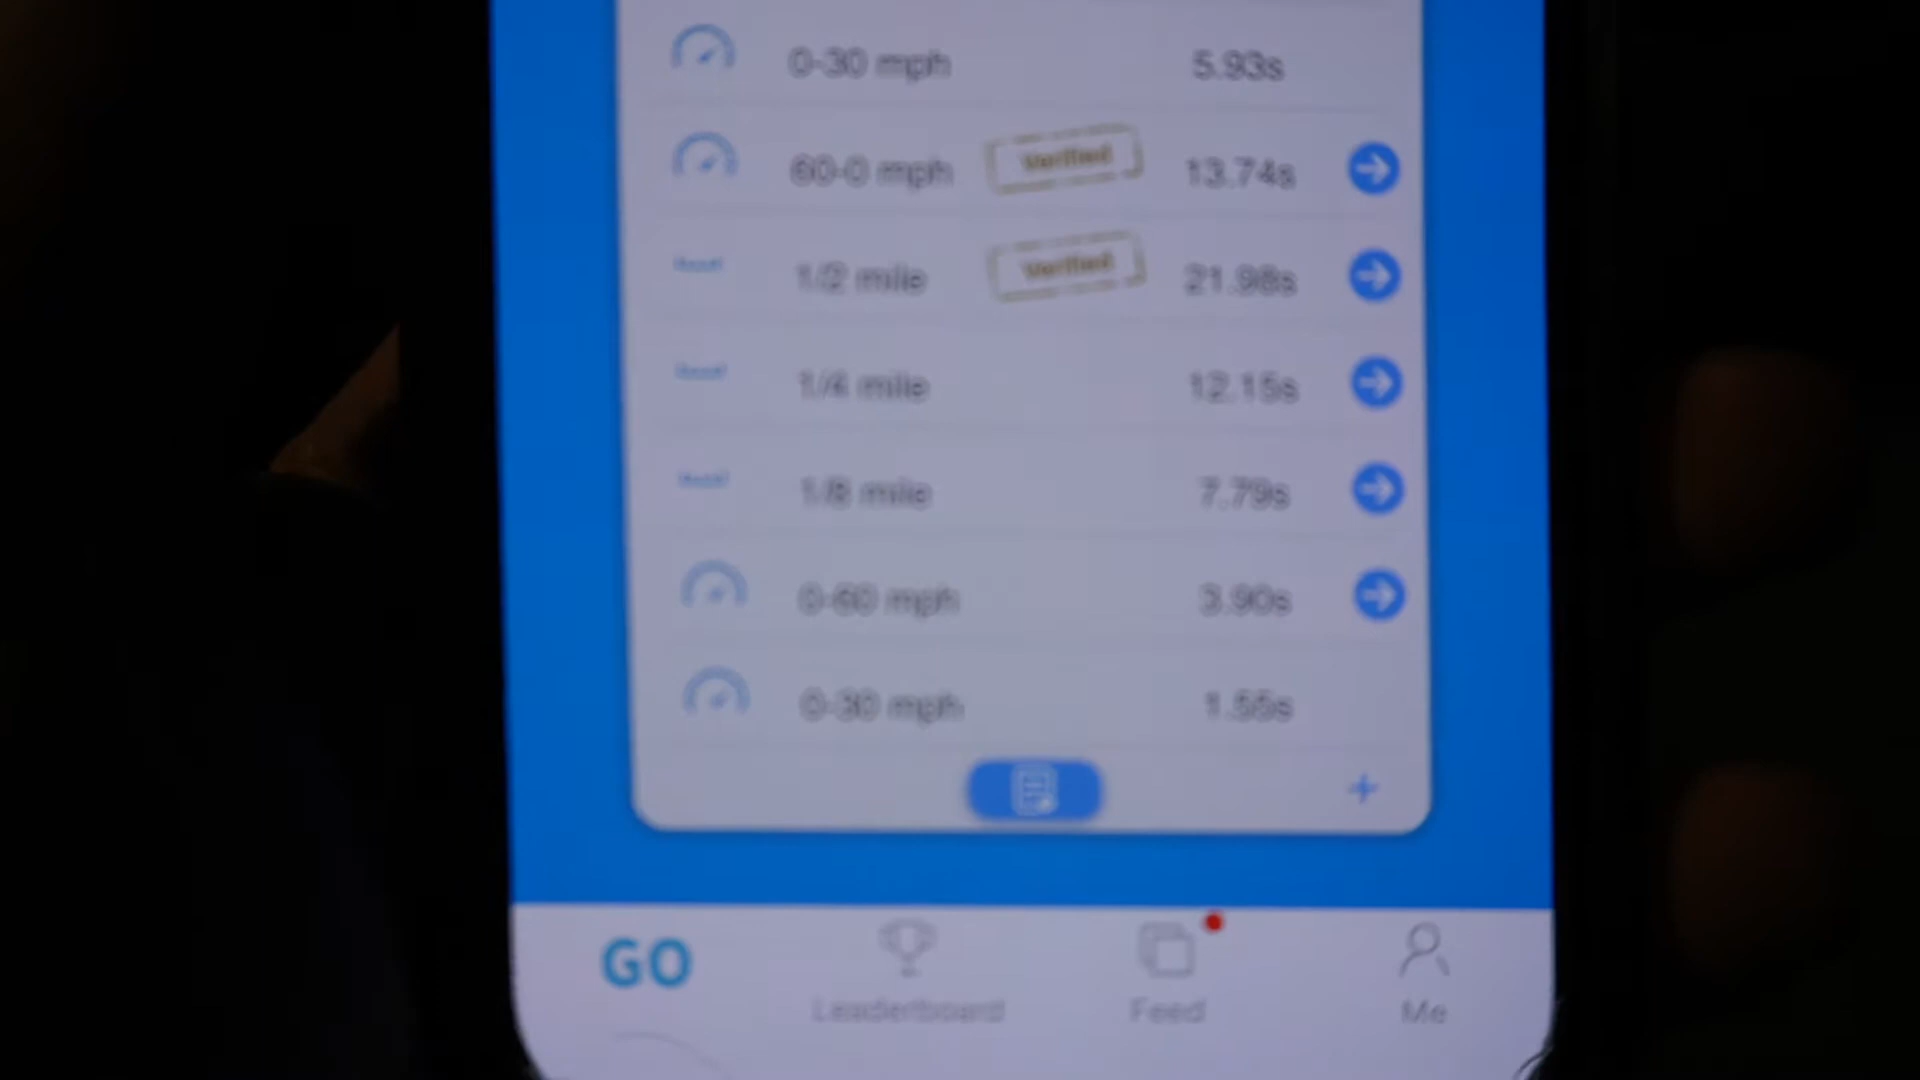 0-30 mph 5.93s
60-0 mph Verified 13.74s
1/2 mile Verified 21.98s
1/4 mile 12.15s
1/8 mile 7.79s
0-60 mph 3.90s
0-30 mph 1.55s
GO Leaderboard Feed Me